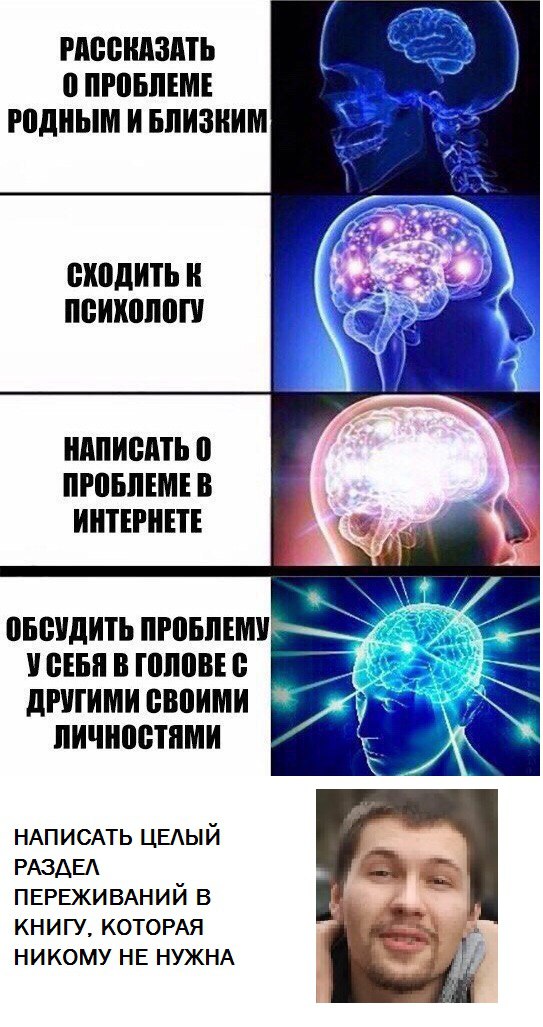 РАССКАЗАТЬ
О ПРОБЛЕМЕ
РОДНЫМ И БЛИЗКИМ
СХОДИТЬ К
ПСИХОЛОГУ
НАПИСАТЬ О
ПРОБЛЕМЕ В
ИНТЕРНЕТЕ
ОБСУДИТЬ ПРОБЛЕМУ
У СЕБЯ В ГОЛОВЕ С
ДРУГИМИ СВОИМИ
ЛИЧНОСТЯМИ
НАПИСАТЬ ЦЕЛЫЙ
РАЗДЕЛ
ПЕРЕЖИВАНИЙ В
КНИГУ, КОТОРАЯ
НИКОМУ НЕ НУЖНА